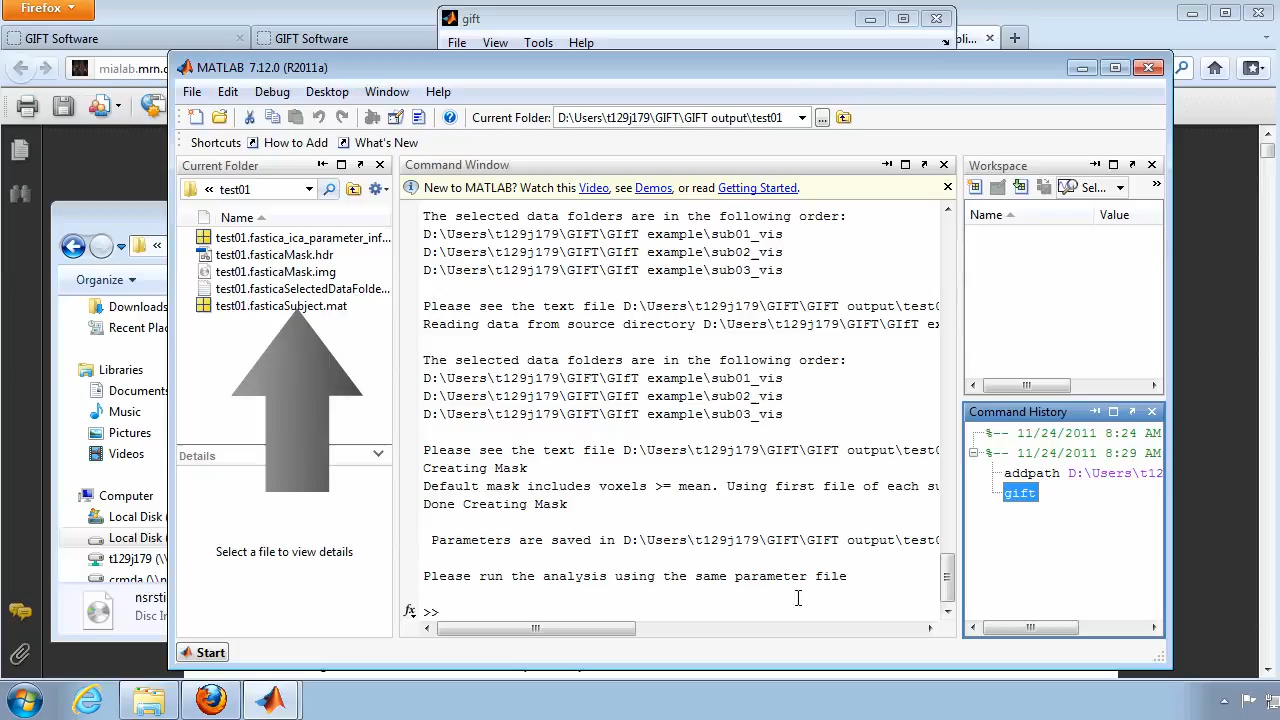 Firefox
gift
GIFT Software
GIFT Software
File View Tools Help
mialab.mrn.
MATLAB 7.12.0 (R2011a)
File Edit Debug Desktop Window Help
Current Folder: D:\Users\t129j179\GIFT\GIFT output\test01
Shortcuts How to Add What's New
Current Folder
Command Window
Workspace
« test01
New to MATLAB? Watch this Video, see Demos, or read Getting Started.
Sel...
Name
Name Value
test01.fastica_ica_parameter_inf...
test01.fasticaMask.hdr
test01.fasticaMask.img
test01.fasticaSelectedDataFolde...
test01.fasticaSubject.mat
The selected data folders are in the following order:
D:\Users\t129j179\GIFT\GIfT example\sub01_vis
D:\Users\t129j179\GIFT\GIfT example\sub02_vis
D:\Users\t129j179\GIFT\GIfT example\sub03_vis
Please see the text file D:\Users\t129j179\GIFT\GIFT output\test0
Reading data from source directory D:\Users\t129j179\GIFT\GIfT ex
The selected data folders are in the following order:
D:\Users\t129j179\GIFT\GIfT example\sub01_vis
D:\Users\t129j179\GIFT\GIfT example\sub02_vis
D:\Users\t129j179\GIFT\GIfT example\sub03_vis
Please see the text file D:\Users\t129j179\GIFT\GIFT output\test0
Creating Mask
Default mask includes voxels >= mean. Using first file of each su
Done Creating Mask
Parameters are saved in D:\Users\t129j179\GIFT\GIFT output\test0
Please run the analysis using the same parameter file
fx >>
Command History
%-- 11/24/2011 8:24 AM
%-- 11/24/2011 8:29 AM
addpath D:\Users\t12
gift
Details
Select a file to view details
Start
Organize
Downloads
Recent Plac
Libraries
Documents
Music
Pictures
Videos
Computer
Local Disk
Local Disk
t129j179 (\\
crmda (\\n
nsrsti
Disc In